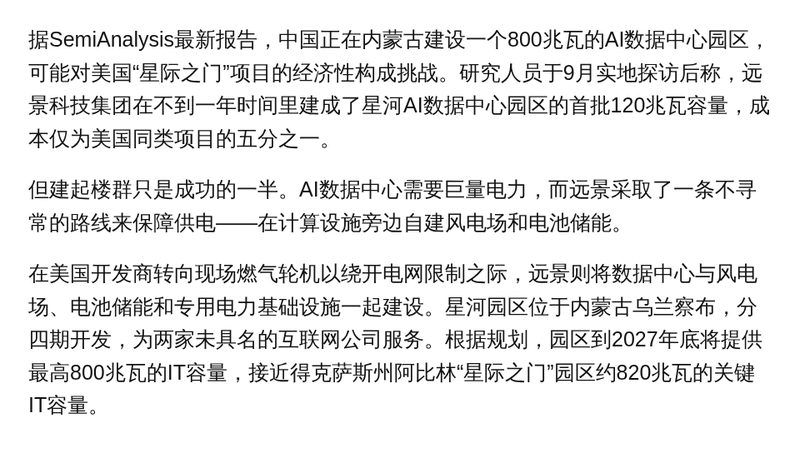 据SemiAnalysis最新报告，中国正在内蒙古建设一个800兆瓦的AI数据中心园区，
可能对美国“星际之门”项目的经济性构成挑战。研究人员于9月实地探访后称，远
景科技集团在不到一年时间里建成了星河AI数据中心园区的首批120兆瓦容量，成
本仅为美国同类项目的五分之一。
但建起楼群只是成功的一半。AI数据中心需要巨量电力，而远景采取了一条不寻
常的路线来保障供电——在计算设施旁边自建风电场和电池储能。
在美国开发商转向现场燃气轮机以绕开电网限制之际，远景则将数据中心与风电
场、电池储能和专用电力基础设施一起建设。星河园区位于内蒙古乌兰察布，分
四期开发，为两家未具名的互联网公司服务。根据规划，园区到2027年底将提供
最高800兆瓦的IT容量，接近得克萨斯州阿比林“星际之门”园区约820兆瓦的关键
IT容量。